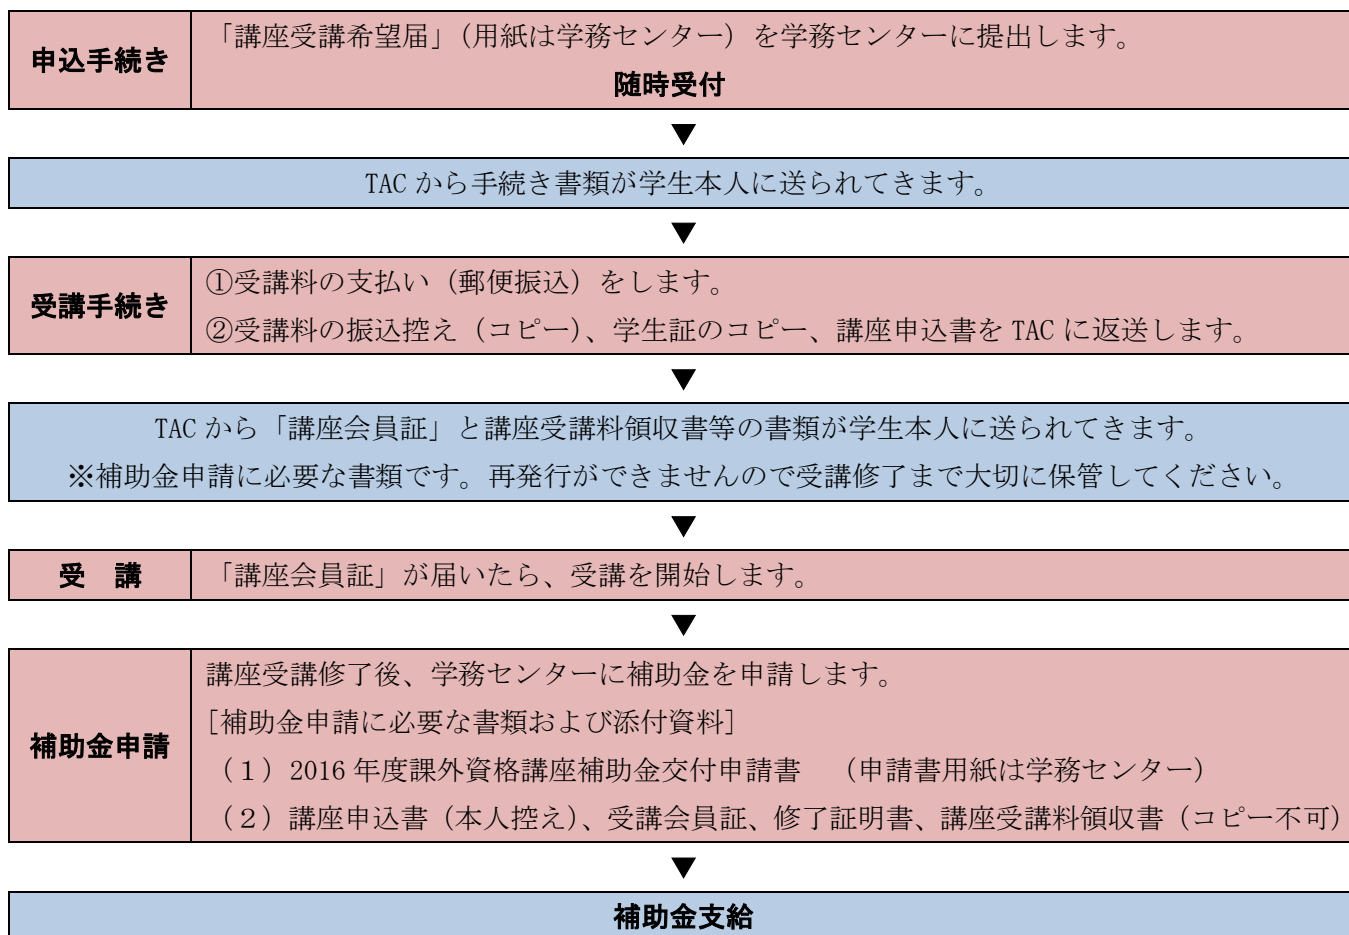 申込手続き
「講座受講希望届」（用紙は学務センター）を学務センターに提出します。
随時受付
▼
TAC から手続き書類が学生本人に送られてきます。
▼
受講手続き
①受講料の支払い（郵便振込）をします。
②受講料の振込控え（コピー）、学生証のコピー、講座申込書を TAC に返送します。
▼
TAC から「講座会員証」と講座受講料領収書等の書類が学生本人に送られてきます。
※補助金申請に必要な書類です。再発行ができませんので受講修了まで大切に保管してください。
▼
受　講
「講座会員証」が届いたら、受講を開始します。
▼
補助金申請
講座受講修了後、学務センターに補助金を申請します。
［補助金申請に必要な書類および添付資料］
（１）2016 年度課外資格講座補助金交付申請書　（申請書用紙は学務センター）
（２）講座申込書（本人控え）、受講会員証、修了証明書、講座受講料領収書（コピー不可）
▼
補助金支給